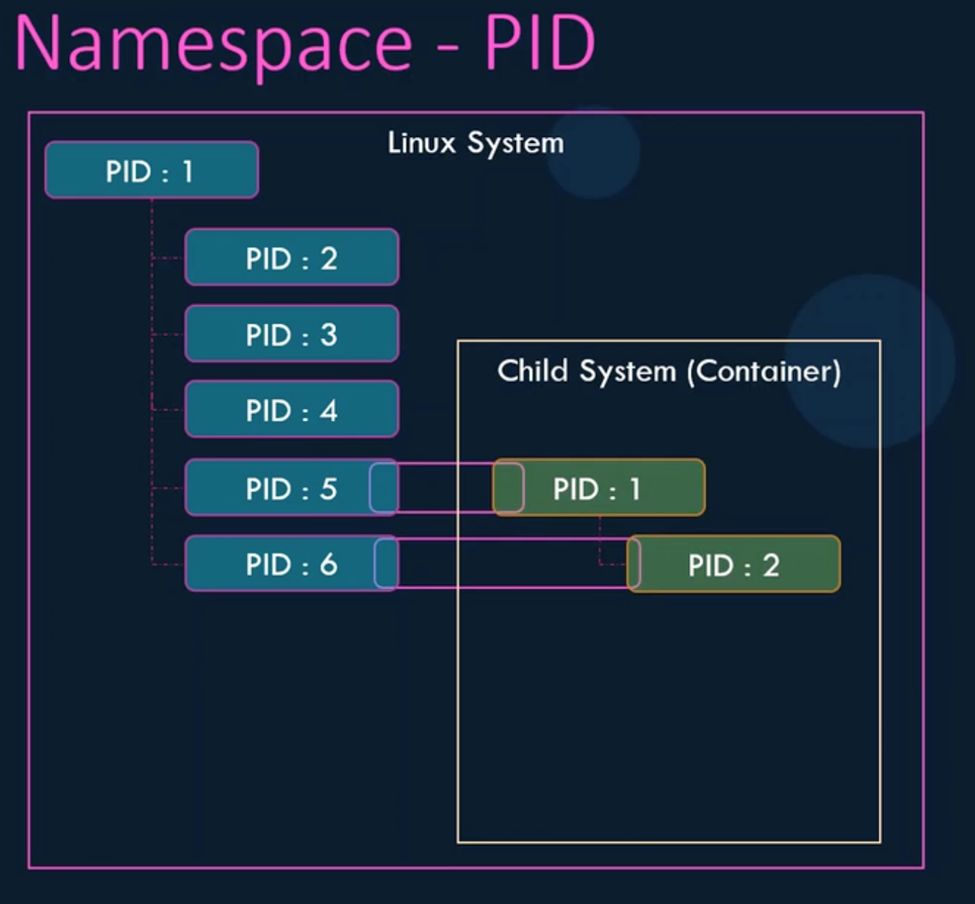 Namespace - PID
Linux System
PID : 1
PID : 2
PID : 3
Child System (Container)
PID : 4
PID : 5
PID : 1
PID : 6
PID : 2